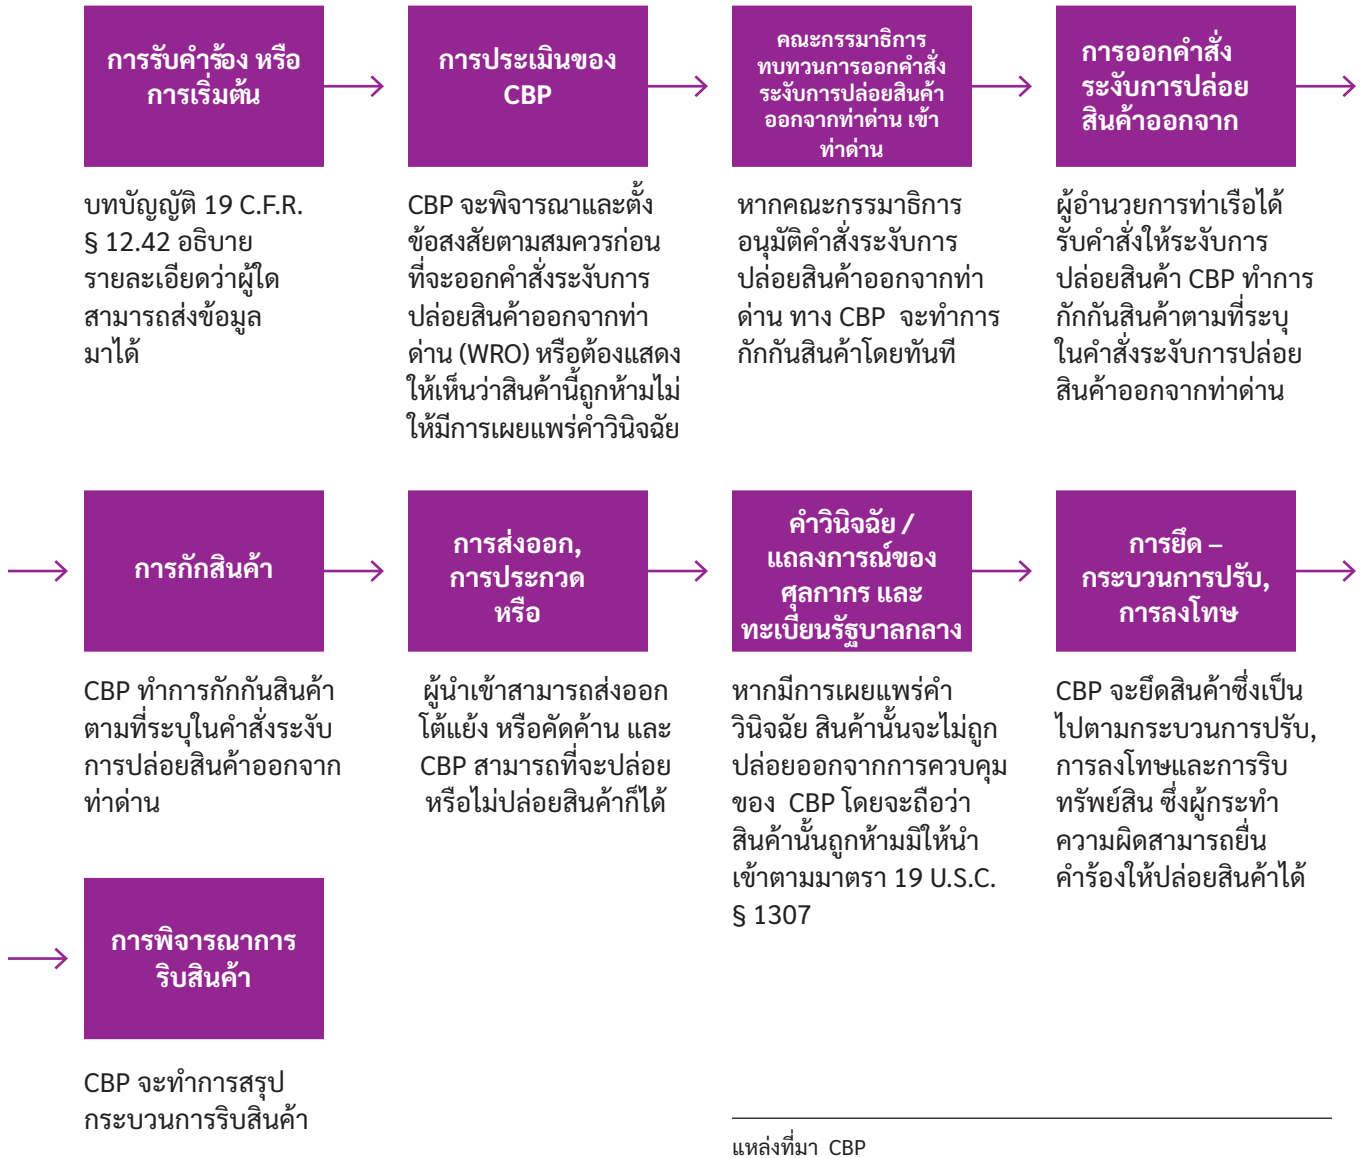 การรับคำร้อง หรือ
การเริ่มต้น
บทบัญญัติ 19 C.F.R.
§ 12.42 อธิบาย
รายละเอียดว่าผู้ใด
สามารถส่งข้อมูล
มาได้
การประเมินของ
CBP
CBP จะพิจารณาและตั้ง
ข้อสงสัยตามสมควรก่อน
ที่จะออกคำสั่งระงับการ
ปล่อยสินค้าออกจากท่า
ด่าน (WRO) หรือต้องแสดง
ให้เห็นว่าสินค้านี้ถูกห้ามไม่
ให้มีการเผยแพร่คำวินิจฉัย
คณะกรรมาธิการ
ทบทวนการออกคำสั่ง
ระงับการปล่อยสินค้า
ออกจากท่าด่าน เข้า
ท่าด่าน
หากคณะกรรมาธิการ
อนุมัติคำสั่งระงับการ
ปล่อยสินค้าออกจากท่า
ด่าน ทาง CBP จะทำการ
กักกันสินค้าโดยทันที
การออกคำสั่ง
ระงับการปล่อย
สินค้าออกจาก
ผู้อำนวยการท่าเรือได้
รับคำสั่งให้ระงับการ
ปล่อยสินค้า CBP ทำการ
กักกันสินค้าตามที่ระบุ
ในคำสั่งระงับการปล่อย
สินค้าออกจากท่าด่าน
การกักสินค้า
CBP ทำการกักกันสินค้า
ตามที่ระบุในคำสั่งระงับ
การปล่อยสินค้าออกจาก
ท่าด่าน
การส่งออก,
การประกวด
หรือ
ผู้นำเข้าสามารถส่งออก
โต้แย้ง หรือคัดค้าน และ
CBP สามารถที่จะปล่อย
หรือไม่ปล่อยสินค้าก็ได้
คำวินิจฉัย /
แถลงการณ์ของ
ศุลกากร และ
ทะเบียนรัฐบาลกลาง
หากมีการเผยแพร่คำ
วินิจฉัย สินค้านั้นจะไม่ถูก
ปล่อยออกจากการควบคุม
ของ CBP โดยจะถือว่า
สินค้านั้นถูกห้ามมิให้นำ
เข้าตามมาตรา 19 U.S.C.
§ 1307
การยึด –
กระบวนการปรับ,
การลงโทษ
CBP จะยึดสินค้าซึ่งเป็น
ไปตามกระบวนการปรับ,
การลงโทษและการริบ
ทรัพย์สิน ซึ่งผู้กระทำ
ความผิดสามารถยื่น
คำร้องให้ปล่อยสินค้าได้
การพิจารณาการ
ริบสินค้า
CBP จะทำการสรุป
กระบวนการริบสินค้า
แหล่งที่มา CBP